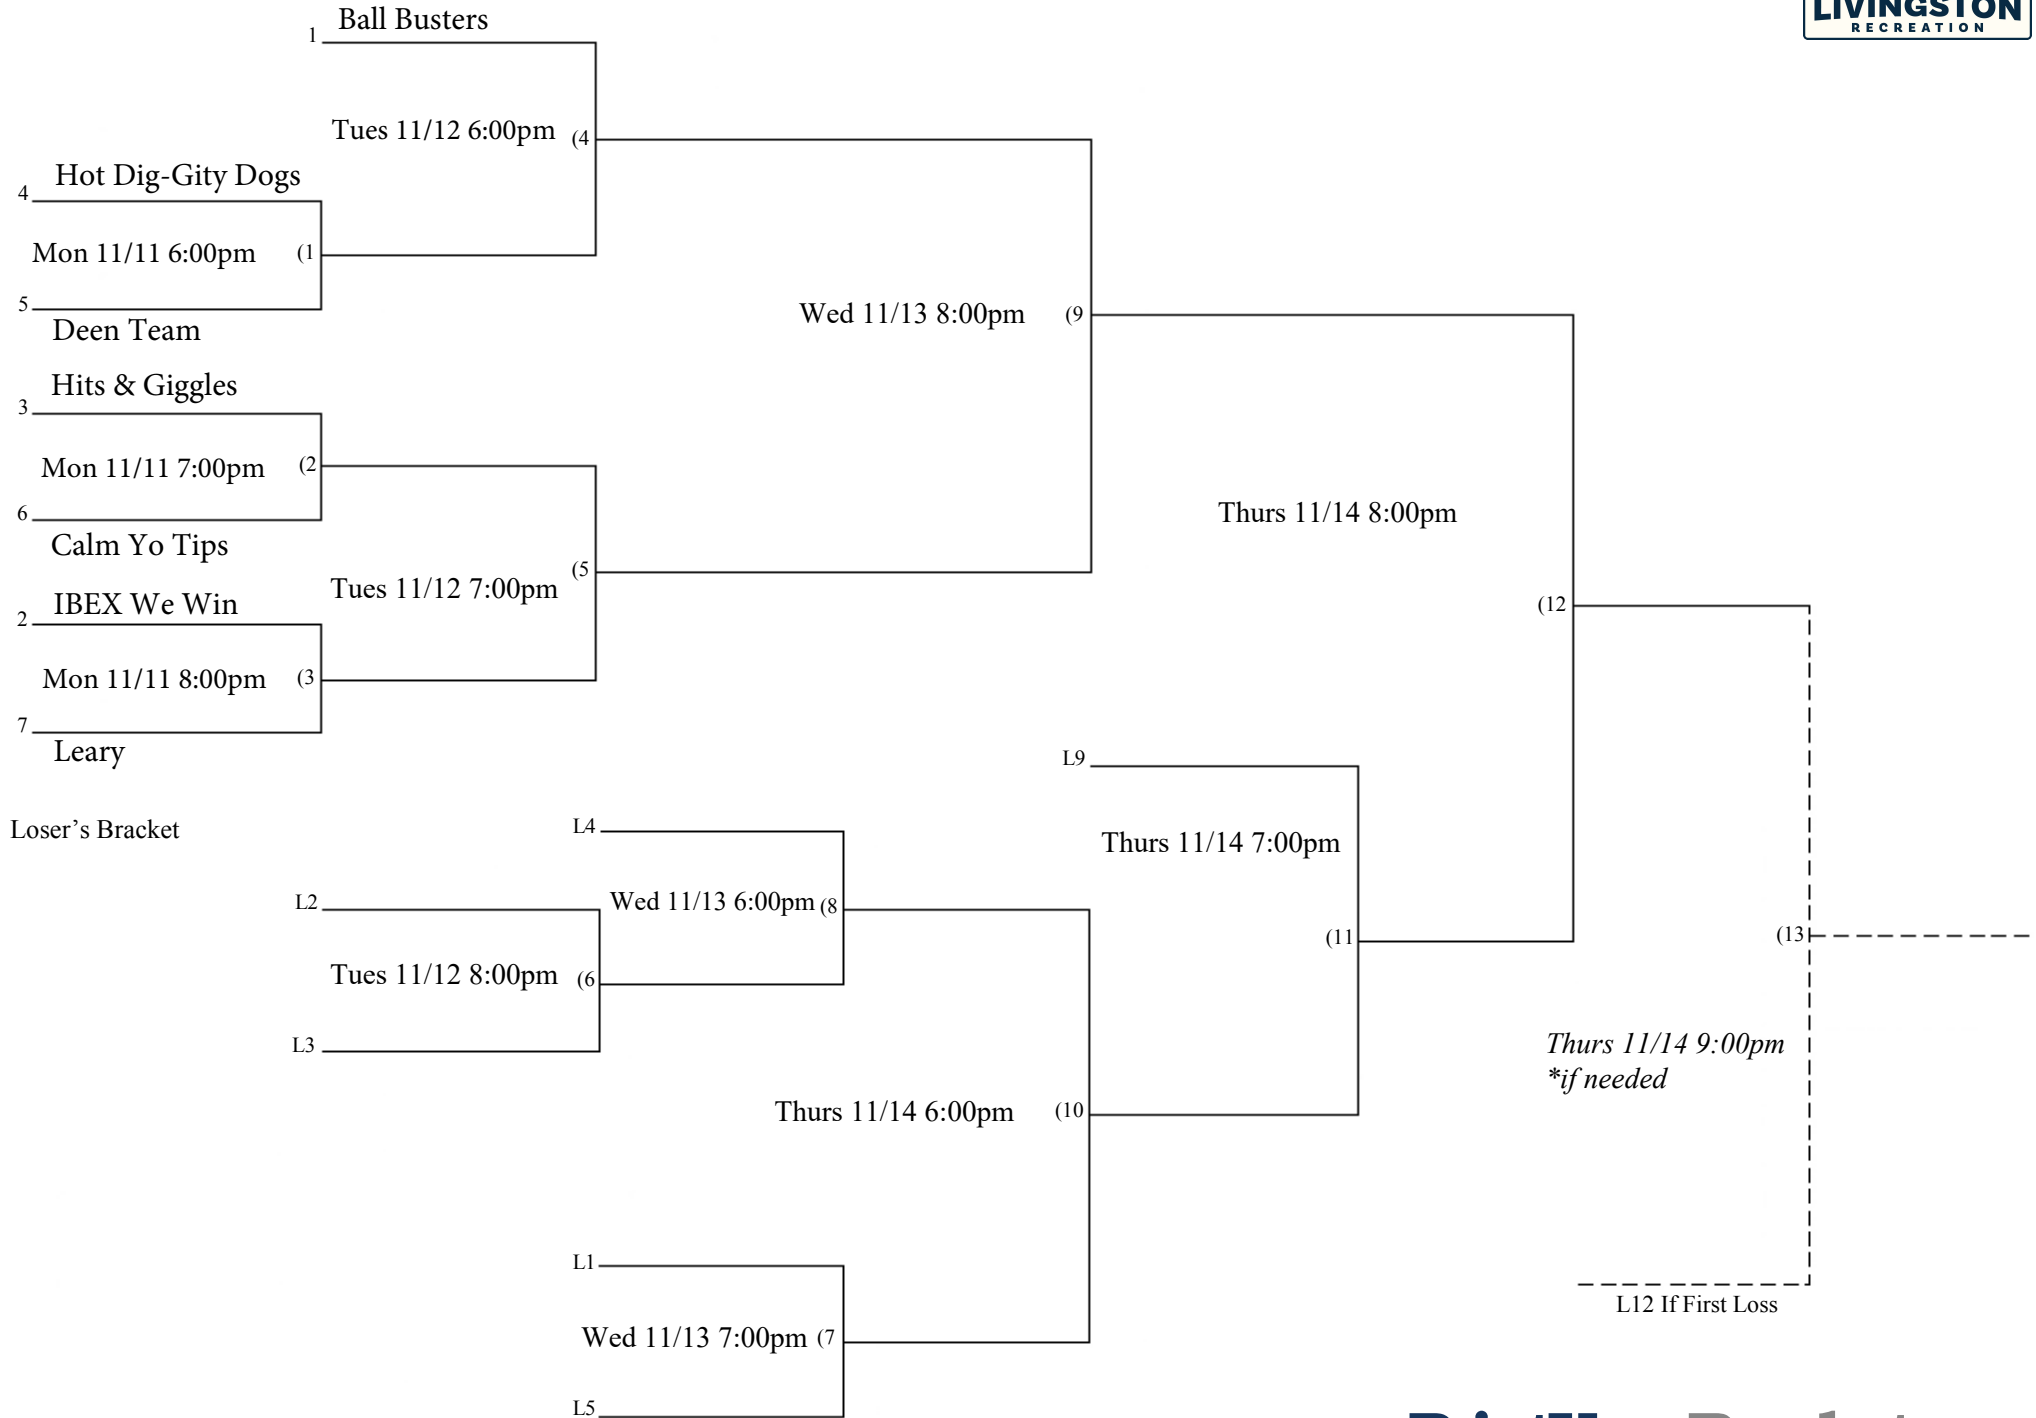 LIVINGSTON
RECREATION
1
Ball Busters
Tues 11/12 6:00pm
(4
4
Hot Dig-Gity Dogs
Mon 11/11 6:00pm
(1
5
Deen Team
Wed 11/13 8:00pm
(9
Hits & Giggles
3
Mon 11/11 7:00pm
(2
6
Calm Yo Tips
Thurs 11/14 8:00pm
Tues 11/12 7:00pm
(5
IBEX We Win
2
(12
Mon 11/11 8:00pm
(3
7
Leary
L9
Loser’s Bracket
L4
Thurs 11/14 7:00pm
L2
Wed 11/13 6:00pm
(8
(11
(13
Tues 11/12 8:00pm
(6
L3
Thurs 11/14 9:00pm
*if needed
Thurs 11/14 6:00pm
(10
L1
L12 If First Loss
Wed 11/13 7:00pm
(7
L5